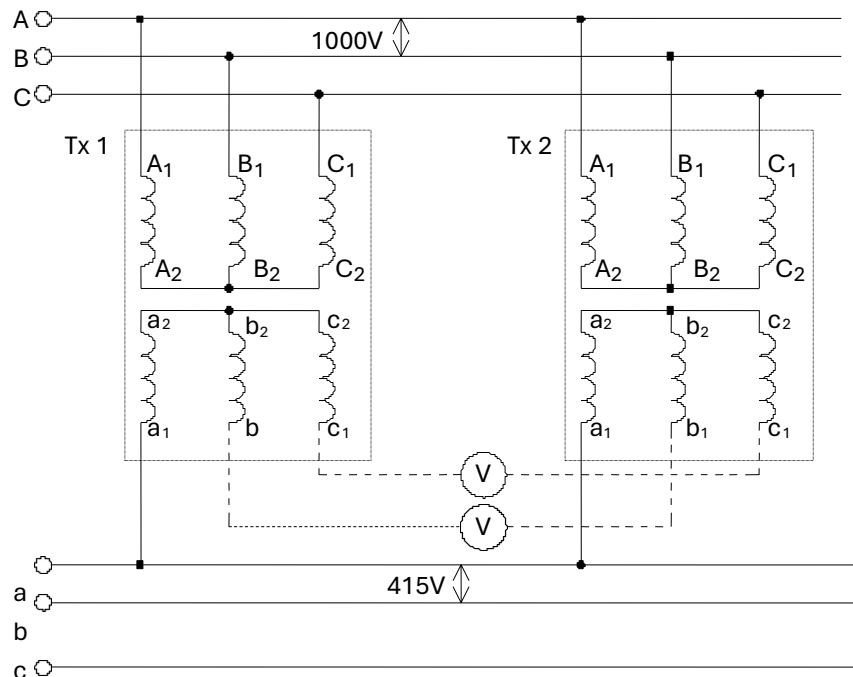 A
1000V
B
C
Tx 1
Tx 2
A1 B1 C1
A1 B1 C1
A2 B2 C2
A2 B2 C2
a2 b2 c2
a2 b2 c2
a1 b c1
a1 b1 c1
V
V
415V
a
b
c